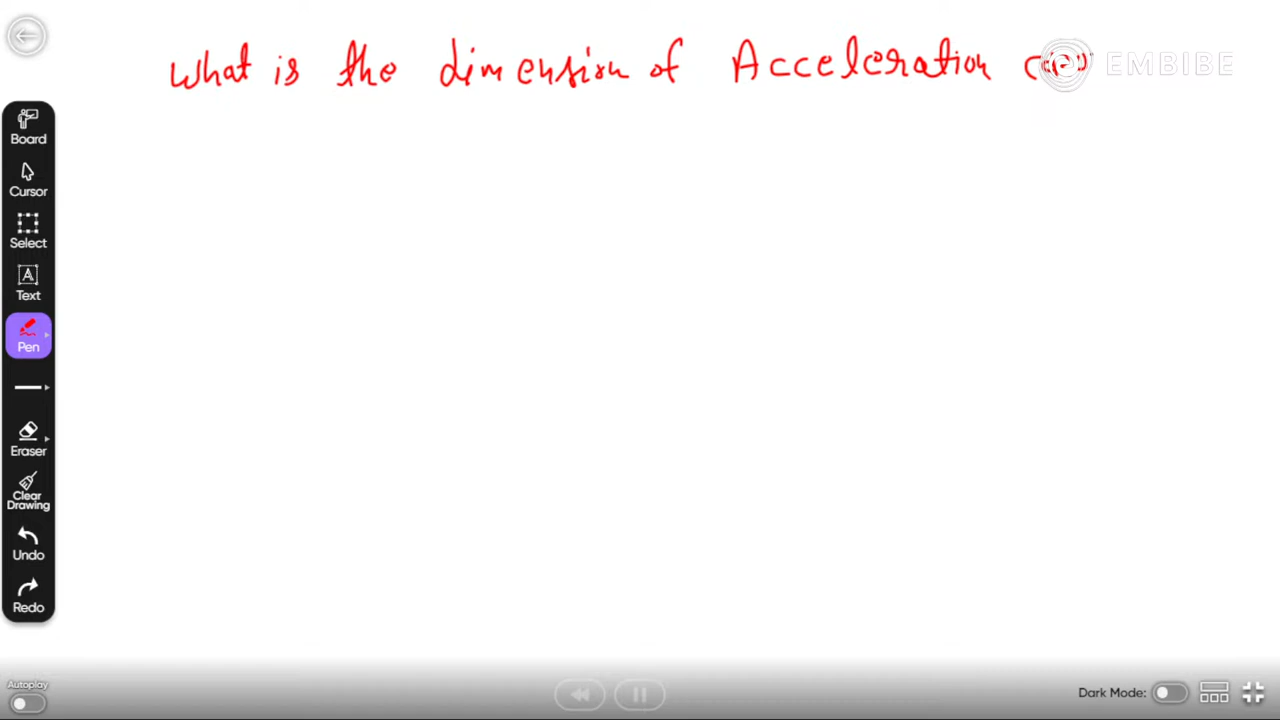 What is the dimension of Acceleration
EMBIBE
Board
Cursor
Select
Text
Pen
Eraser
Clear
Drawing
Undo
Redo
Autoplay
Dark Mode: